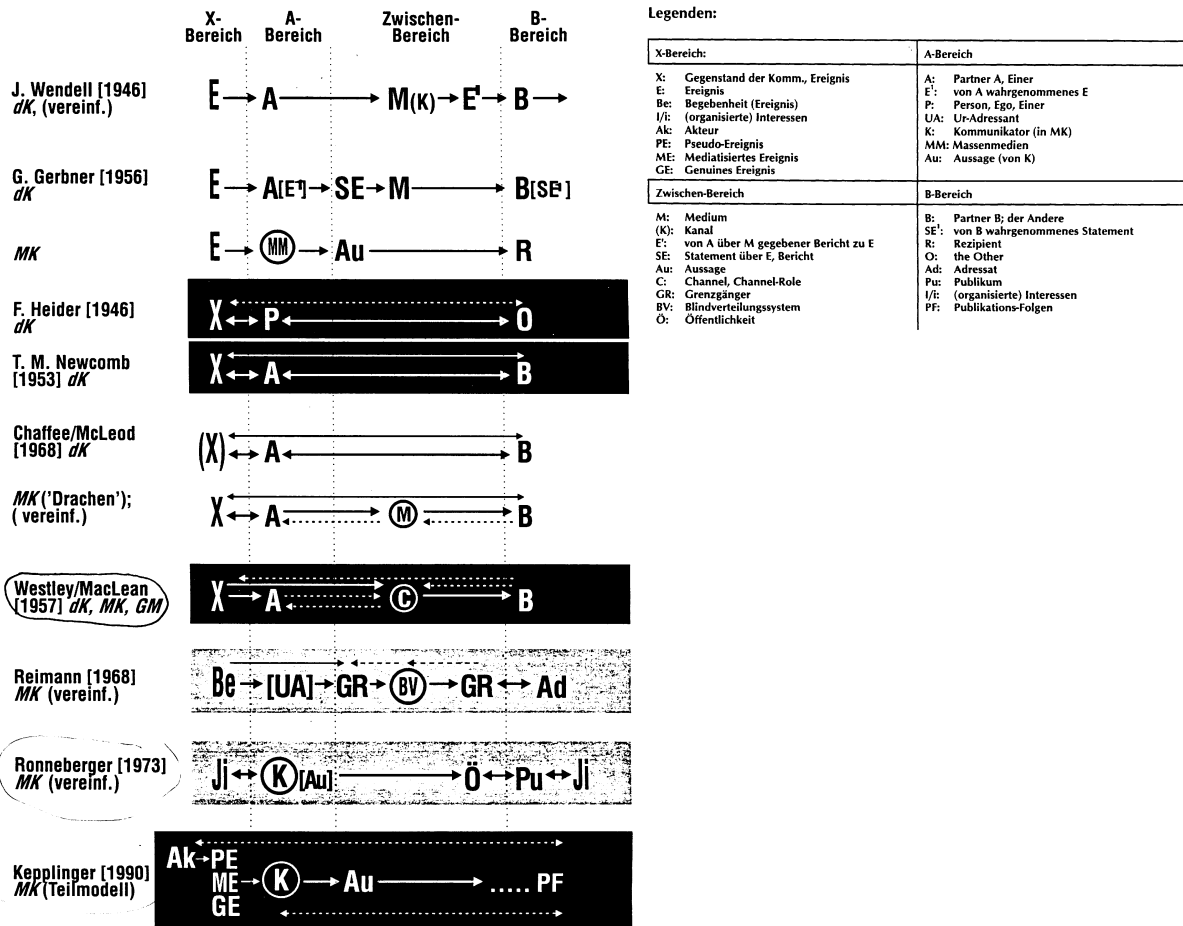 X-Bereich A-Bereich Zwischen-Bereich B-Bereich
J. Wendell [1946]
dK, (vereinf.)
E A M(K) E¹ B
G. Gerbner [1956]
dK
E A[E¹] SE M B[SE¹]
MK
E MM Au R
F. Heider [1946]
dK
X P O
T. M. Newcomb
[1953] dK
X A B
Chaffee/McLeod
[1968] dK
(X) A B
MK ('Drachen');
( vereinf.)
X A M B
Westley/MacLean
[1957] dK, MK, GM
X A C B
Reimann [1968]
MK (vereinf.)
Be [UA] GR BV GR Ad
Ronneberger [1973]
MK (vereinf.)
Ji K [Au] Ö Pu Ji
Kepplinger [1990]
MK (Teilmodell)
Ak PE
ME K Au ..... PF
GE
Legenden:
X-Bereich:
X: Gegenstand der Komm., Ereignis
E: Ereignis
Be: Begebenheit (Ereignis)
I/i: (organisierte) Interessen
Ak: Akteur
PE: Pseudo-Ereignis
ME: Mediatisiertes Ereignis
GE: Genuines Ereignis
A-Bereich
A: Partner A, Einer
E¹: von A wahrgenommenes E
P: Person, Ego, Einer
UA: Ur-Adressant
K: Kommunikator (in MK)
MM: Massenmedien
Au: Aussage (von K)
Zwischen-Bereich
M: Medium
(K): Kanal
E': von A über M gegebener Bericht zu E
SE: Statement über E, Bericht
Au: Aussage
C: Channel, Channel-Role
GR: Grenzgänger
BV: Blindverteilungssystem
Ö: Öffentlichkeit
B-Bereich
B: Partner B; der Andere
SE¹: von B wahrgenommenes Statement
R: Rezipient
O: the Other
Ad: Adressat
Pu: Publikum
I/i: (organisierte) Interessen
PF: Publikations-Folgen